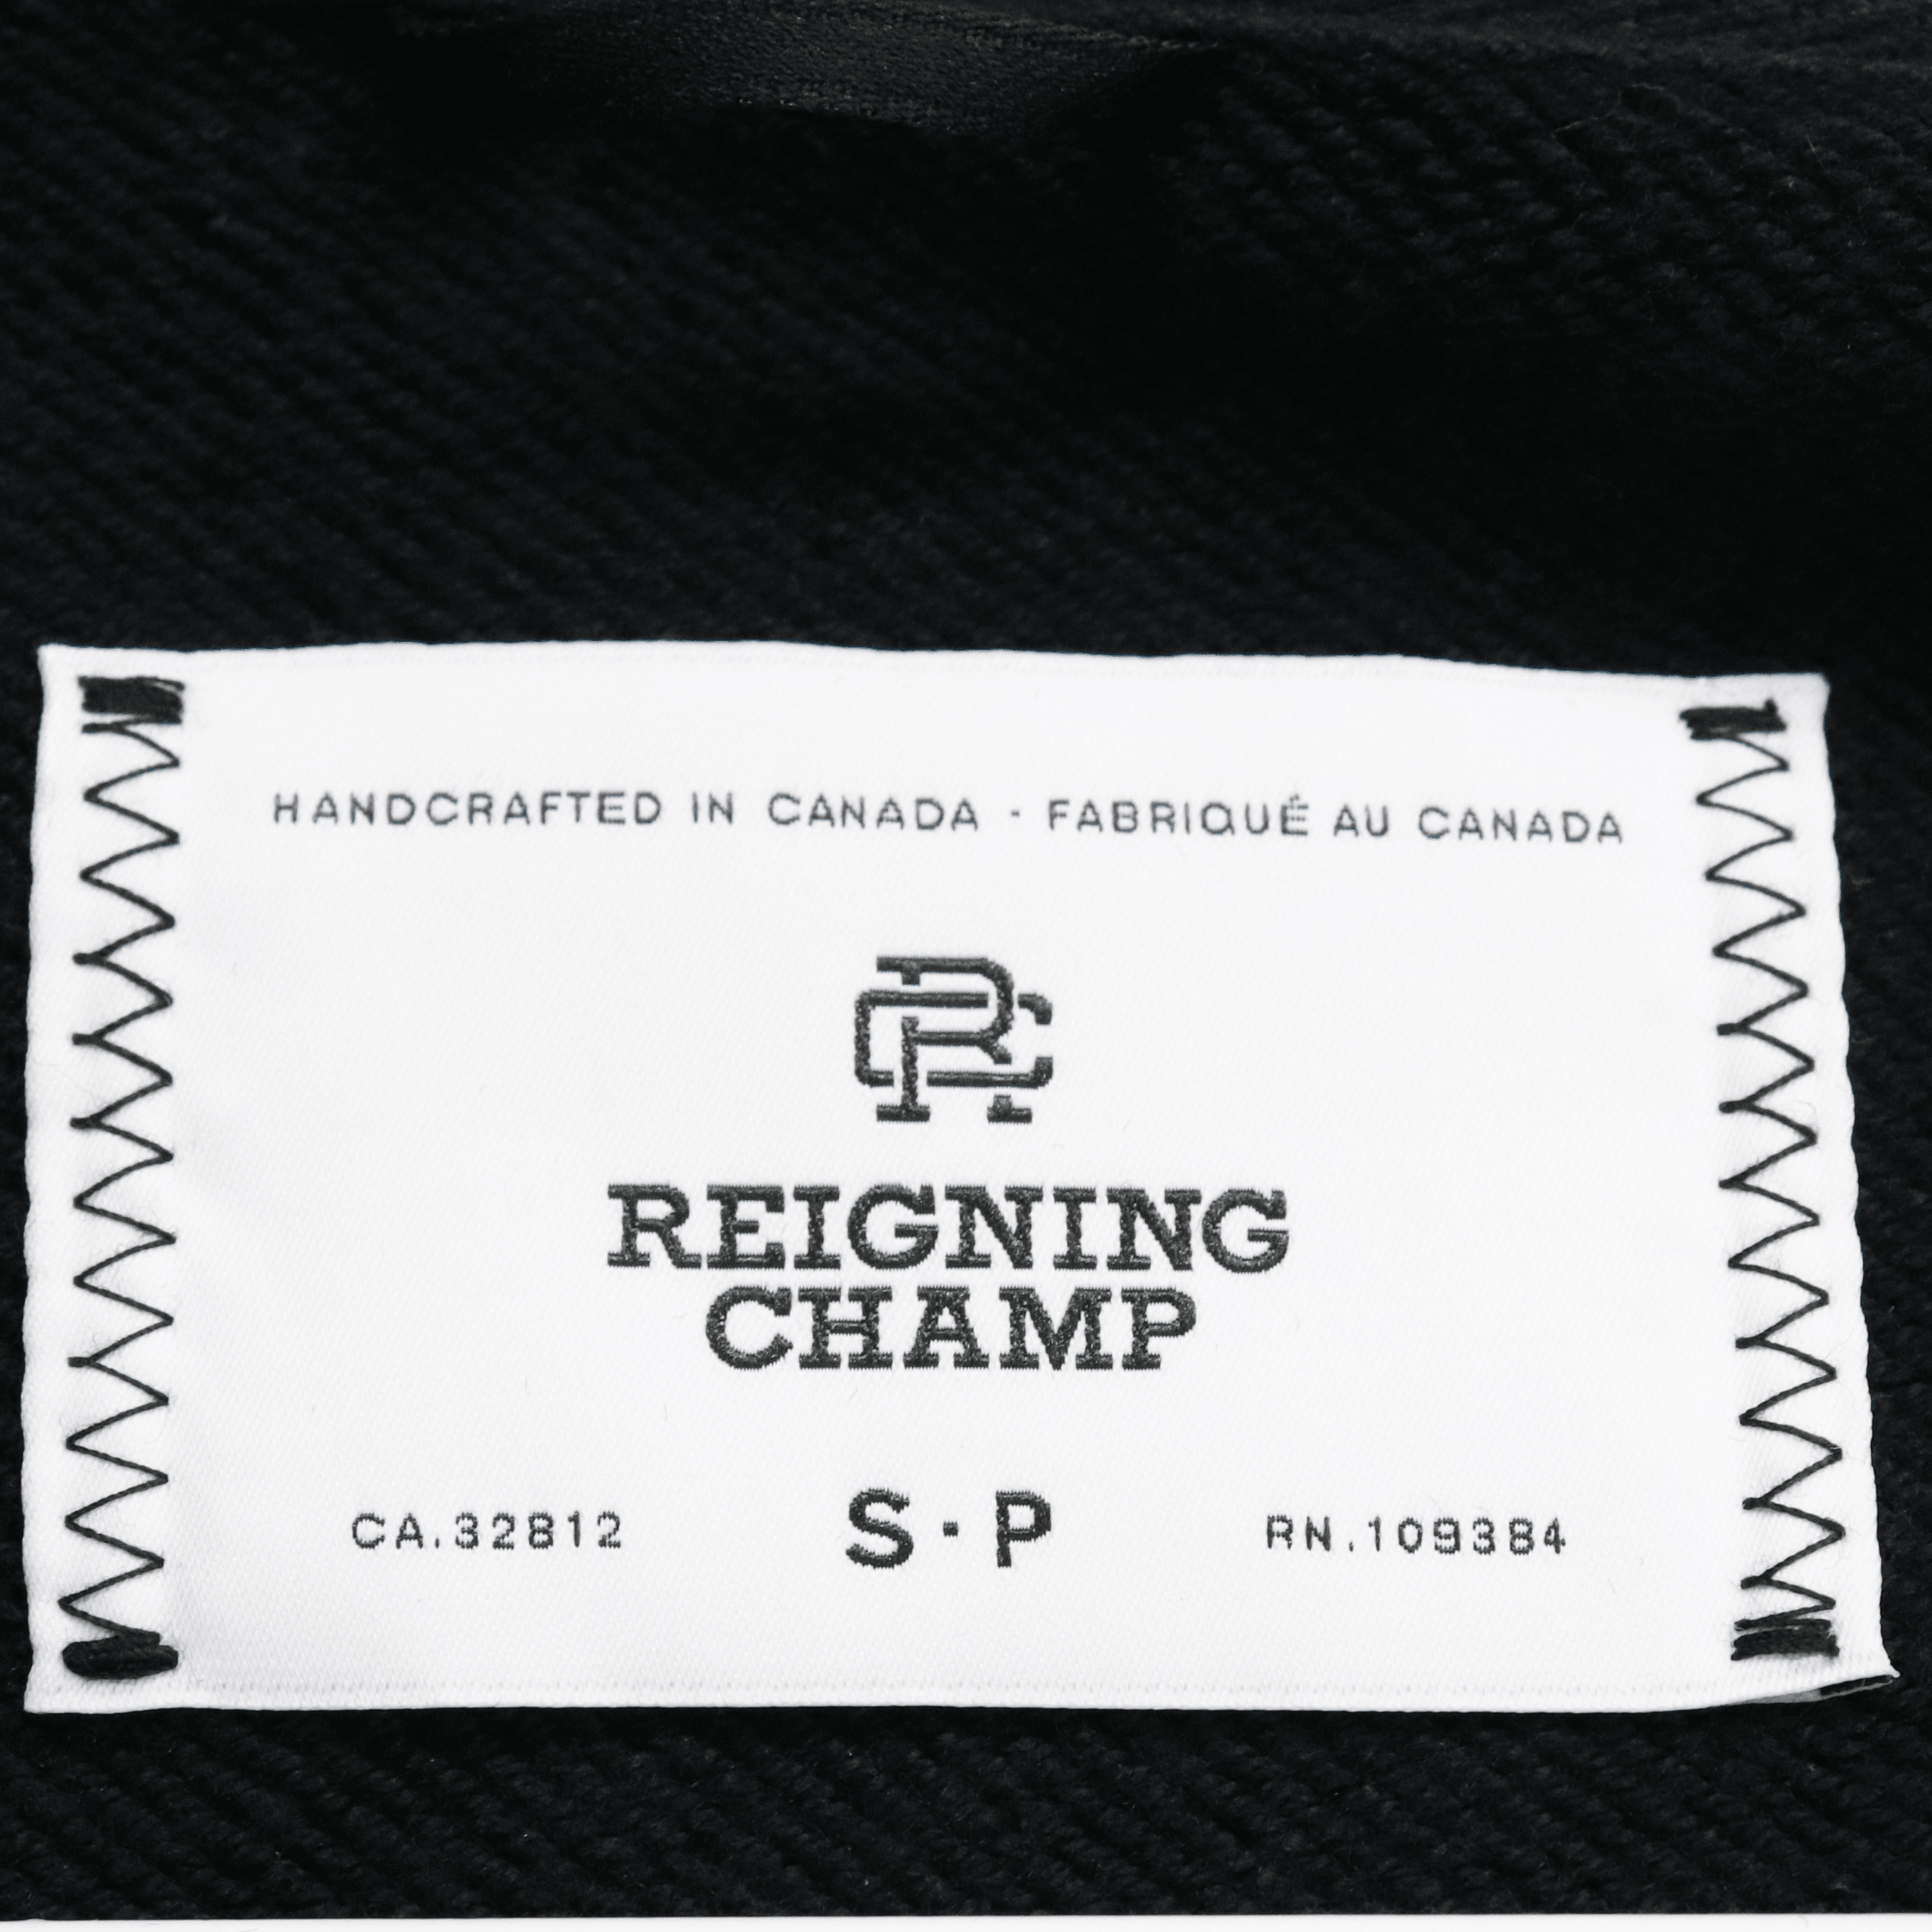 HANDCRAFTED IN CANADA - FABRIQUÉ AU CANADA
RC
REIGNING
CHAMP
CA.32812 S·P RN.109384